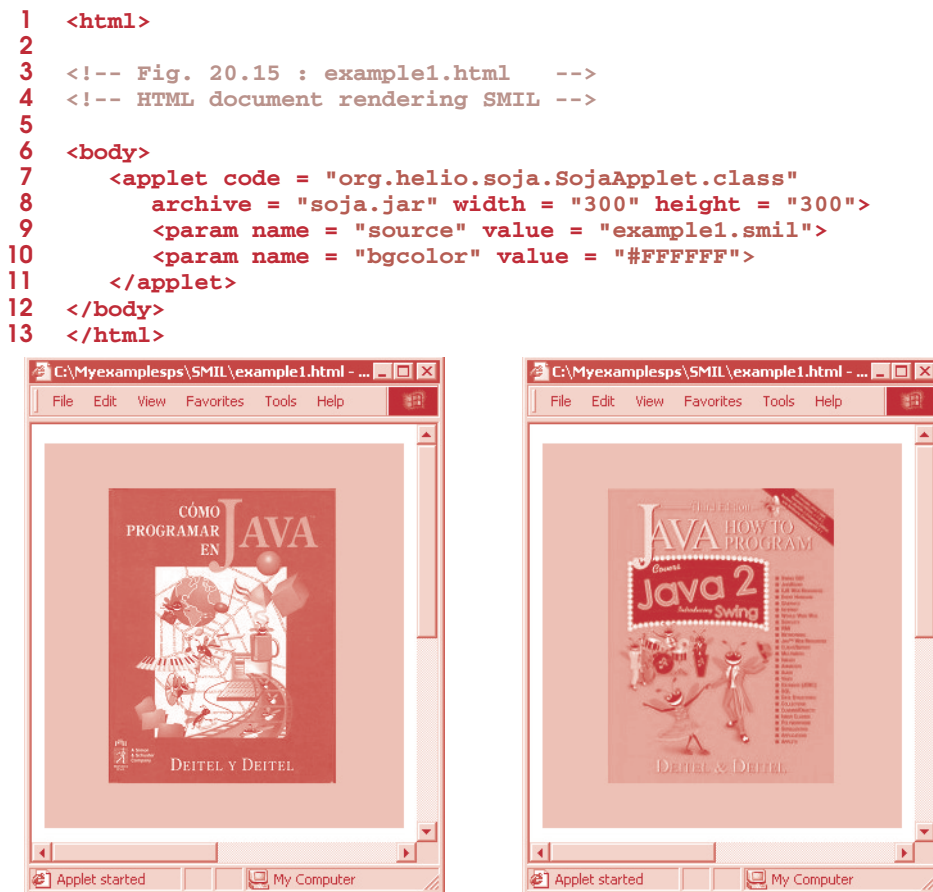 1 <html>
2
3 <!-- Fig. 20.15 : example1.html   -->
4 <!-- HTML document rendering SMIL -->
5
6 <body>
7    <applet code = "org.helio.soja.SojaApplet.class"
8       archive = "soja.jar" width = "300" height = "300">
9       <param name = "source" value = "example1.smil">
10       <param name = "bgcolor" value = "#FFFFFF">
11    </applet>
12 </body>
13 </html>
C:\Myexamplesps\SMIL\example1.html - ...
File Edit View Favorites Tools Help
CÓMO
PROGRAMAR
EN
JAVA
DEITEL Y DEITEL
Applet started
My Computer
C:\Myexamplesps\SMIL\example1.html - ...
File Edit View Favorites Tools Help
JAVA HOW TO
PROGRAM
Covers
Java 2
Introducing Swing
DEITEL & DEITEL
Applet started
My Computer